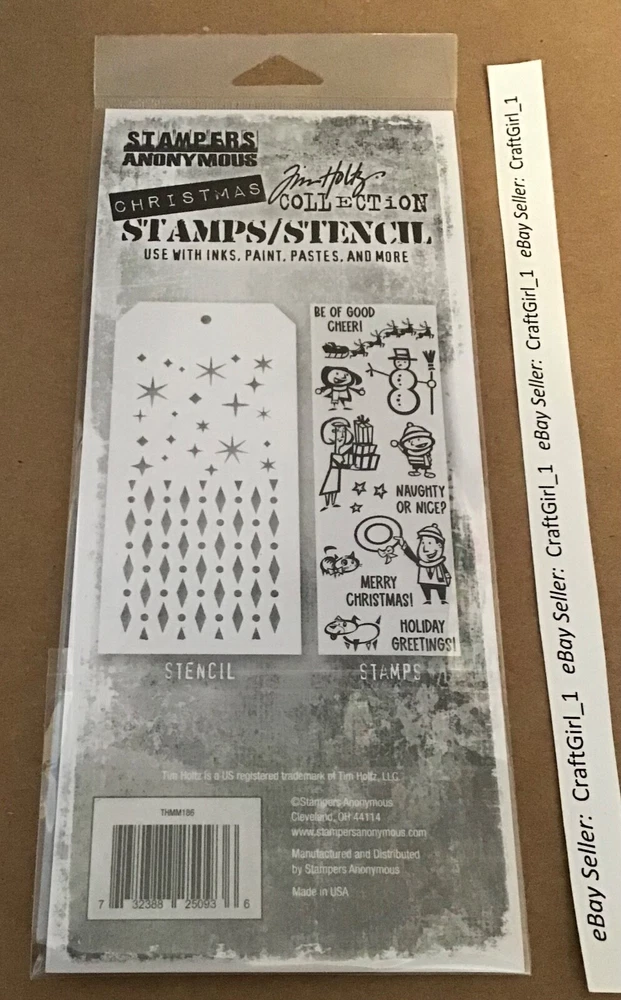 STAMPERS
ANONYMOUS
CHRISTMAS
Tim Holtz
COLLECTION
STAMPS/STENCIL
USE WITH INKS, PAINT, PASTES, AND MORE
BE OF GOOD
CHEER!
NAUGHTY
OR NICE?
MERRY
CHRISTMAS!
HOLIDAY
GREETINGS!
STENCIL
STAMPS
Tim Holtz is a US registered trademark of Tim Holtz, LLC
THMM186
7 32388 25093 6
©Stampers Anonymous
Cleveland, OH 44114
www.stampersanonymous.com
Manufactured and Distributed
by Stampers Anonymous
Made in USA
eBay Seller: CraftGirl_1 eBay Seller: CraftGirl_1 eBay Seller: CraftGirl_1 eBay Seller: CraftGirl_1